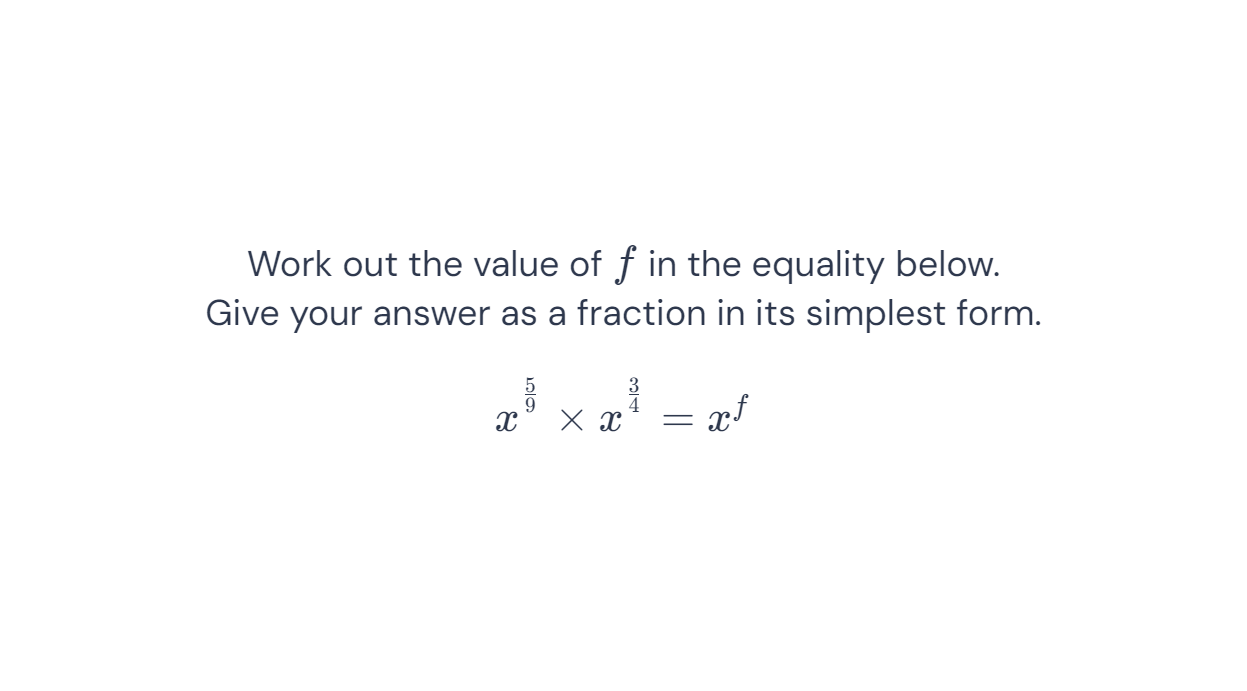 Work out the value of f in the equality below.
Give your answer as a fraction in its simplest form.
x^{\frac{5}{9}} × x^{\frac{3}{4}} = x^f